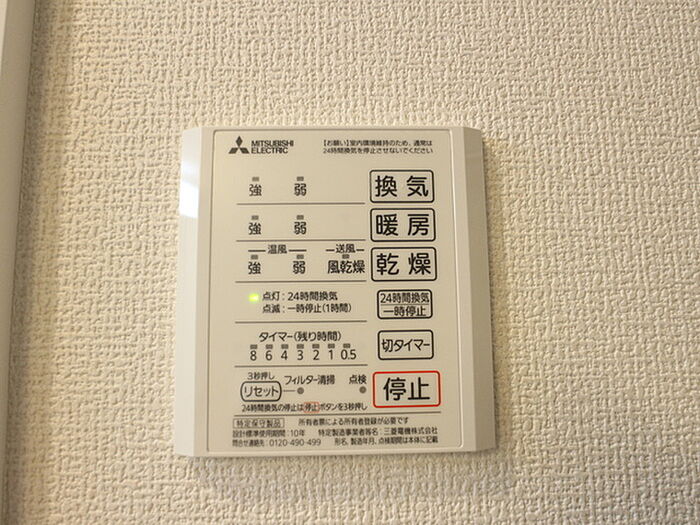 MITSUBISHI
ELECTRIC
【お願い】室内環境維持のため、通常は
24時間換気を停止させないでください
強 弱 換気
強 弱 暖房
温風 送風
強 弱 風乾燥 乾燥
点灯:24時間換気
点滅:一時停止(1時間)
24時間換気
一時停止
タイマー(残り時間)
8 6 4 3 2 1 0.5
切タイマー
3秒押し
リセット フィルター清掃 点検
停止
24時間換気の停止は停止ボタンを3秒押し
特定保守製品 所有者票による所有者登録が必要です
設計標準使用期間:10年 特定製造事業者等名:三菱電機株式会社
問合せ連絡先:0120-490-499 形名、製造年月、点検期間は本体に記載